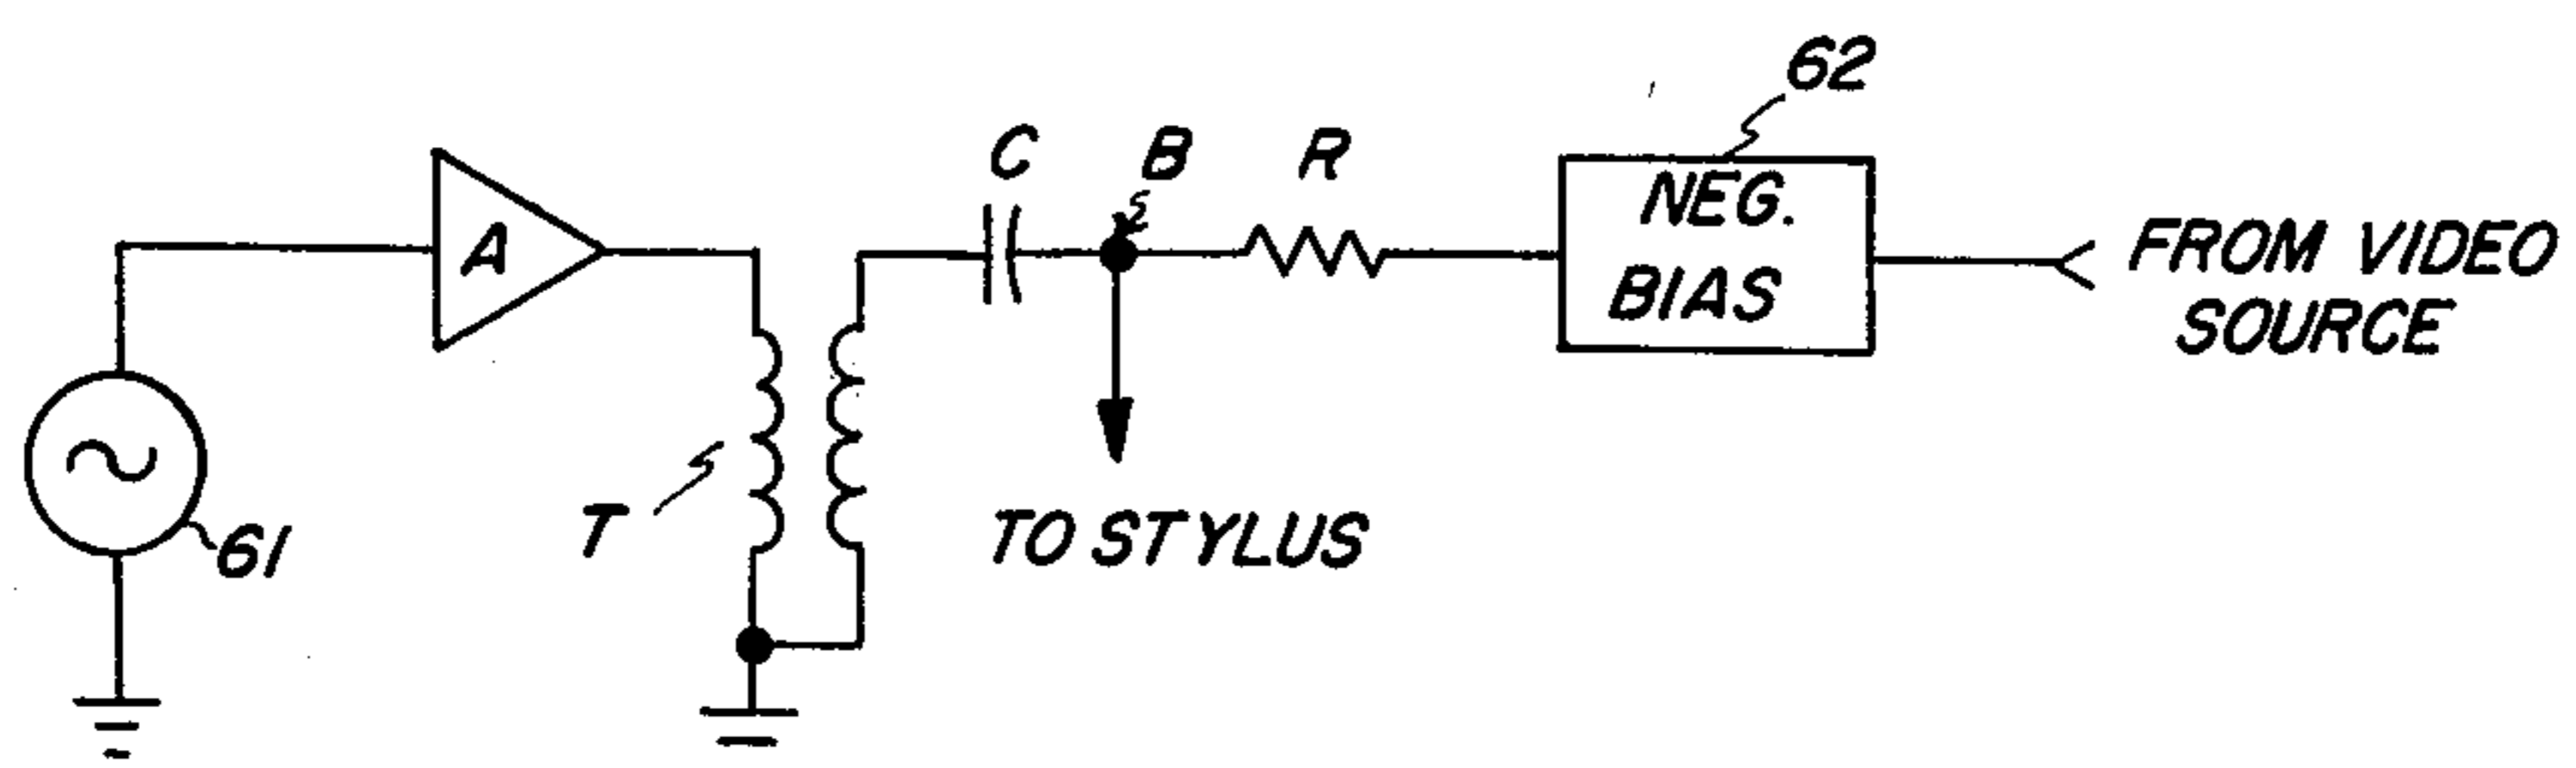 62
C
B
R
A
NEG.
BIAS
FROM VIDEO
SOURCE
T
TO STYLUS
61